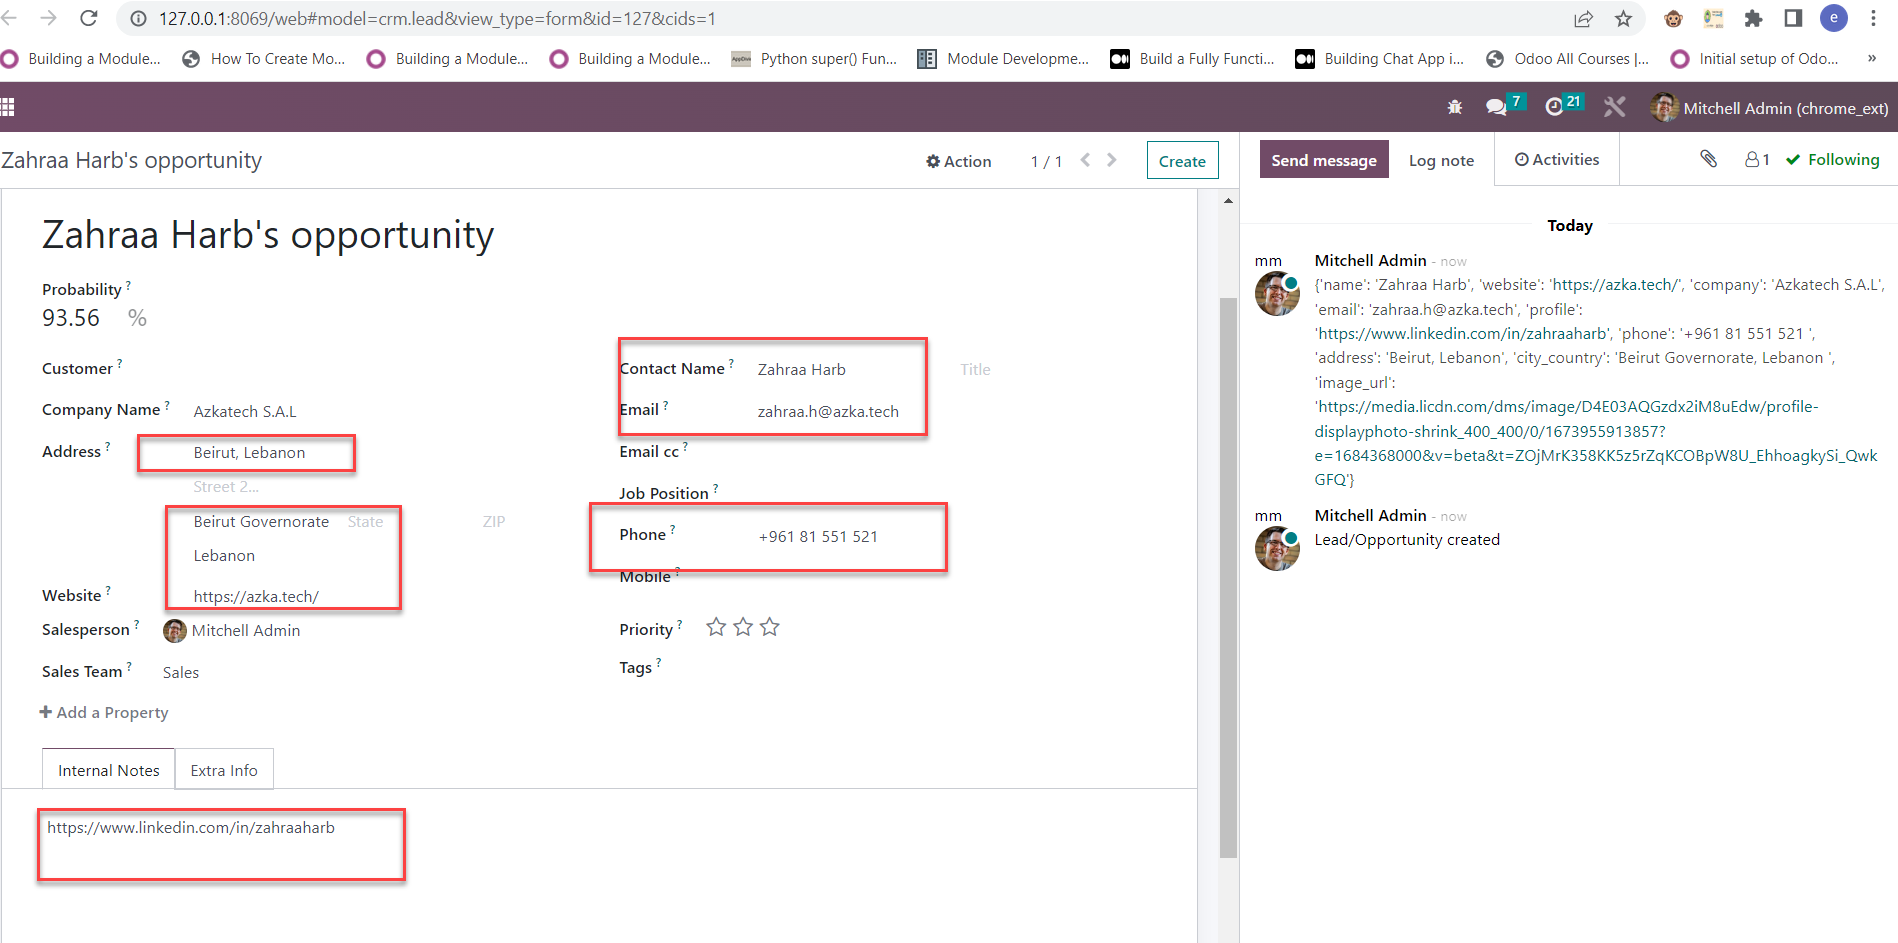 127.0.0.1:8069/web#model=crm.lead&view_type=form&id=127&cids=1
e
Building a Module... How To Create Mo... Building a Module... Building a Module... AppDiv Python super() Fun... Module Developme... Build a Fully Functi... Building Chat App i... Odoo All Courses |... Initial setup of Odo... »
7 21 Mitchell Admin (chrome_ext)
Zahraa Harb's opportunity
Action 1 / 1 Create
Zahraa Harb's opportunity
Probability ?
93.56 %
Customer ?
Company Name ? Azkatech S.A.L
Address ? Beirut, Lebanon
Street 2...
Beirut Governorate State ZIP
Lebanon
Website ? https://azka.tech/
Salesperson ? Mitchell Admin
Sales Team ? Sales
Add a Property
Contact Name ? Zahraa Harb Title
Email ? zahraa.h@azka.tech
Email cc ?
Job Position ?
Phone ? +961 81 551 521
Mobile ?
Priority ?
Tags ?
Internal Notes Extra Info
https://www.linkedin.com/in/zahraaharb
Send message Log note Activities 1 Following
Today
mm Mitchell Admin - now
{'name': 'Zahraa Harb', 'website': 'https://azka.tech/', 'company': 'Azkatech S.A.L',
'email': 'zahraa.h@azka.tech', 'profile':
'https://www.linkedin.com/in/zahraaharb', 'phone': '+961 81 551 521 ',
'address': 'Beirut, Lebanon', 'city_country': 'Beirut Governorate, Lebanon ',
'image_url':
'https://media.licdn.com/dms/image/D4E03AQGzdx2iM8uEdw/profile-
displayphoto-shrink_400_400/0/1673955913857?
e=1684368000&v=beta&t=ZOjMrK358KK5z5rZqKCOBpW8U_EhhoagkySi_Qwk
GFQ'}
mm Mitchell Admin - now
Lead/Opportunity created